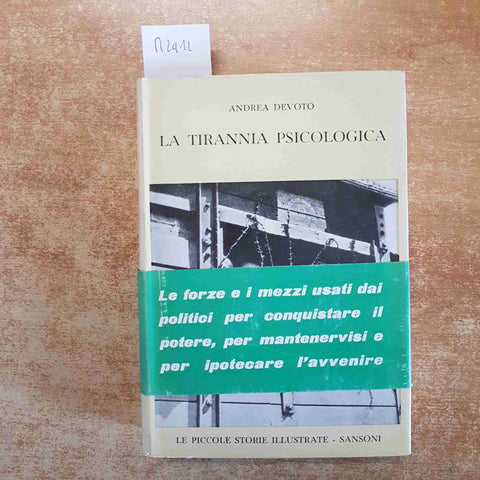 ANDREA DEVOTO
LA TIRANNIA PSICOLOGICA
Le forze e i mezzi usati dai
politici per conquistare il
potere, per mantenervisi e
per ipotecare l'avvenire
LE PICCOLE STORIE ILLUSTRATE - SANSONI